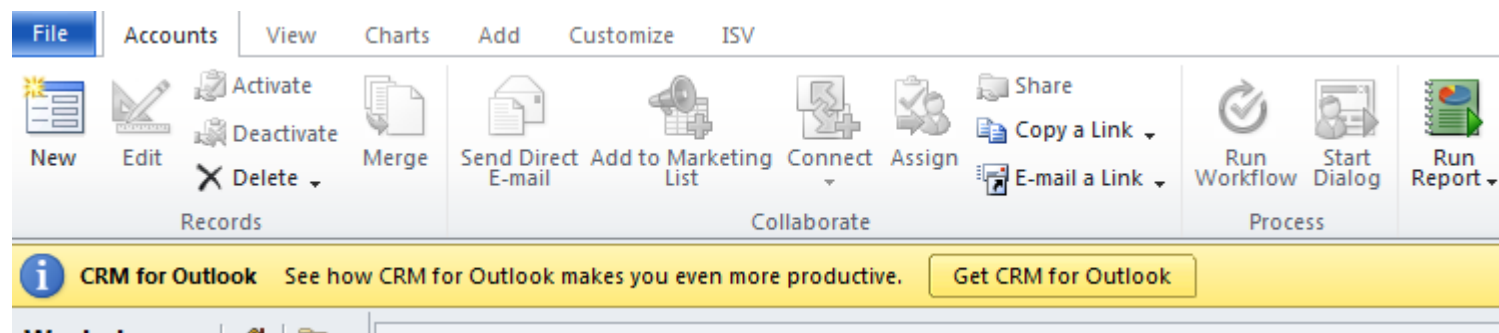 File Accounts View Charts Add Customize ISV
New
Edit
Activate
Deactivate
Delete
Merge
Send Direct
E-mail
Add to Marketing
List
Connect
Assign
Share
Copy a Link
E-mail a Link
Run
Workflow
Start
Dialog
Run
Report
Records
Collaborate
Process
CRM for Outlook See how CRM for Outlook makes you even more productive. Get CRM for Outlook